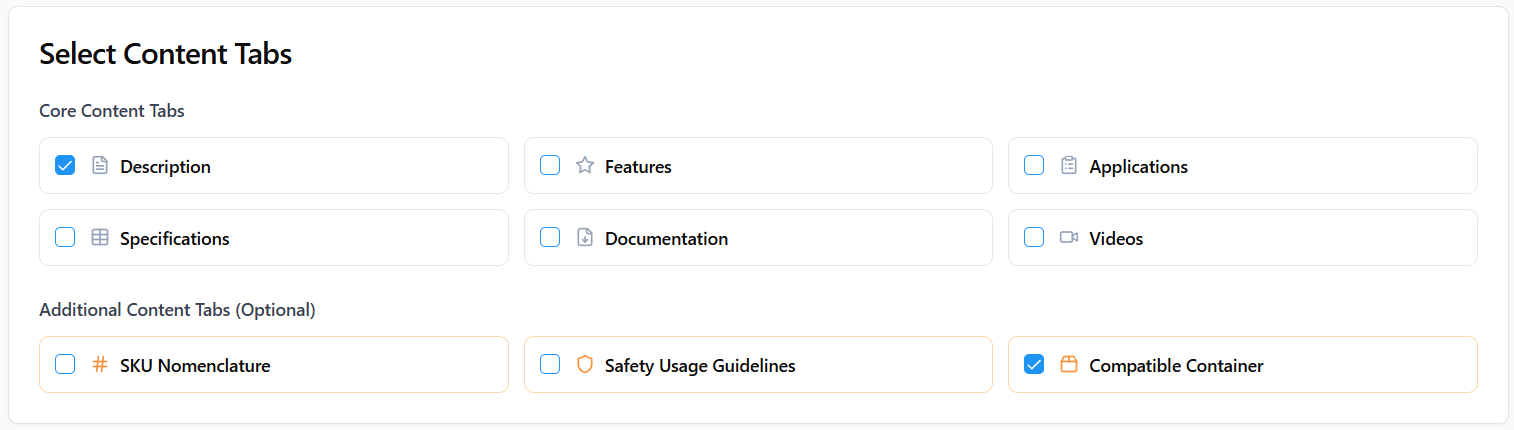 Select Content Tabs
Core Content Tabs
Description
Features
Applications
Specifications
Documentation
Videos
Additional Content Tabs (Optional)
SKU Nomenclature
Safety Usage Guidelines
Compatible Container